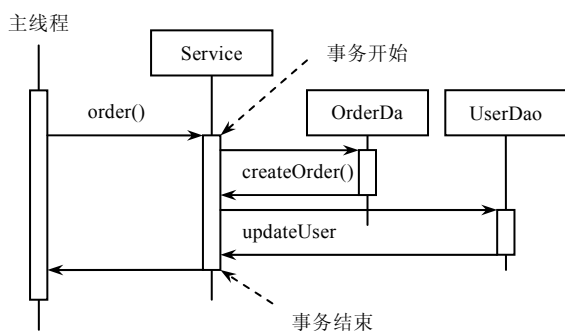 主线程
Service
事务开始
order()
OrderDa
UserDao
createOrder()
updateUser
事务结束